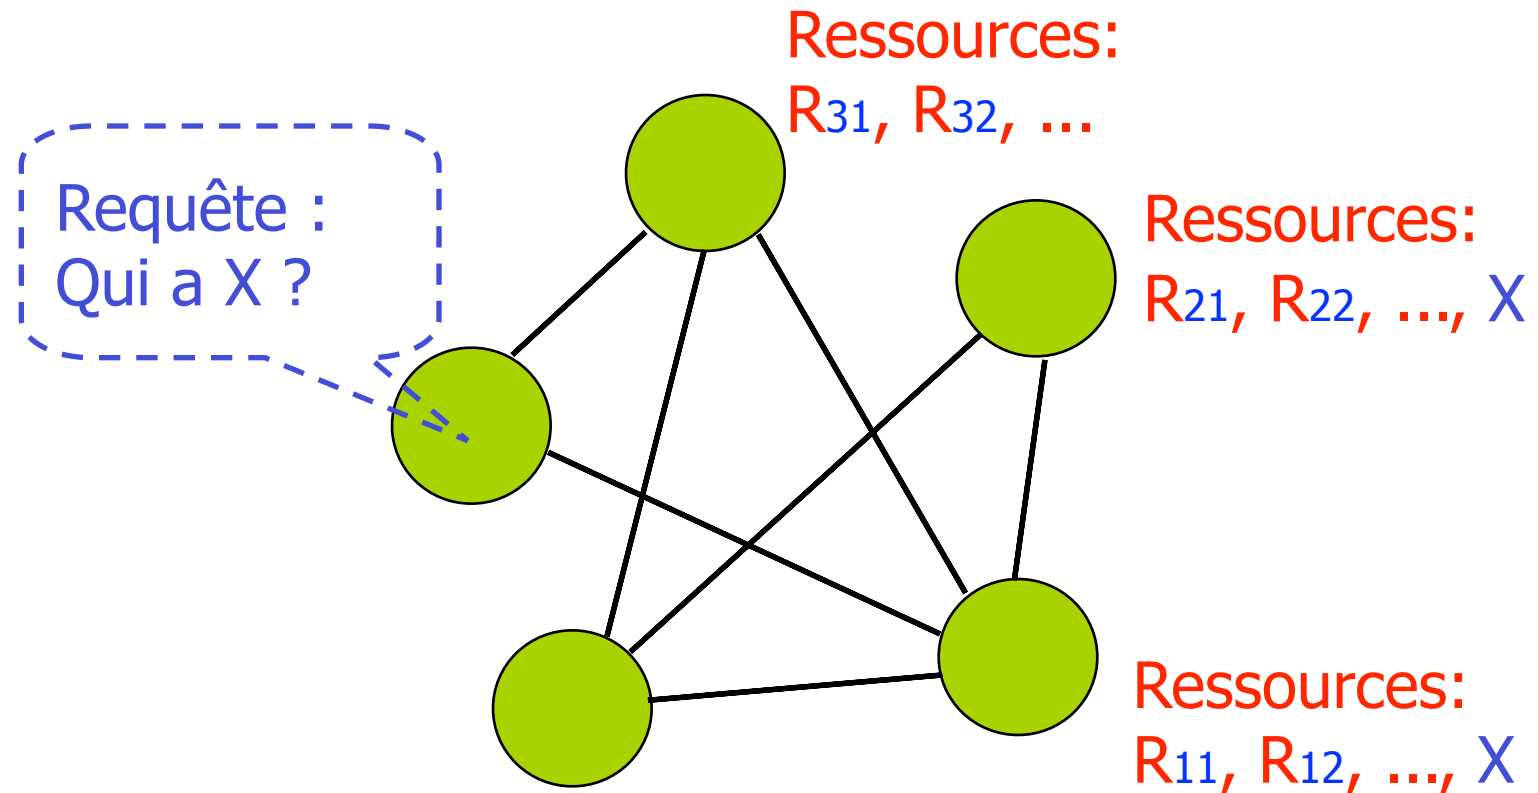 Ressources:
R31, R32, ...
Requête :
Qui a X ?
Ressources:
R21, R22, ..., X
Ressources:
R11, R12, ..., X